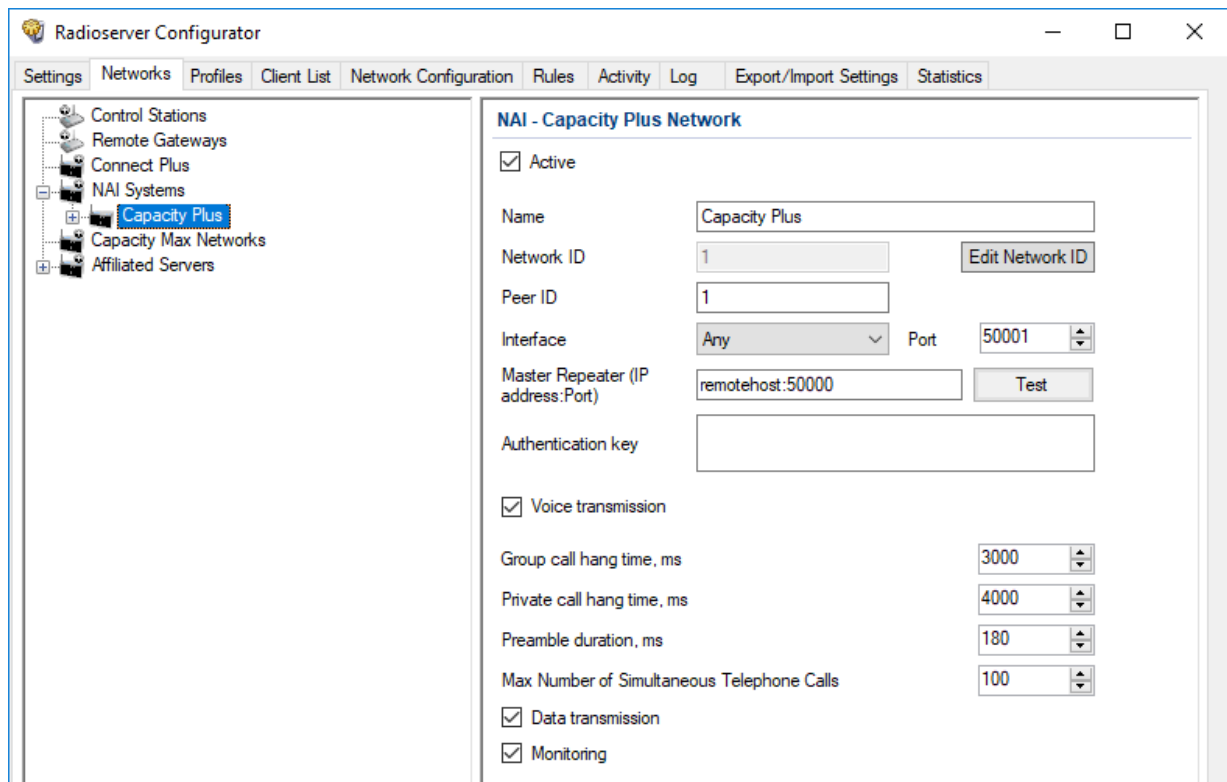 Radioserver Configurator
Settings Networks Profiles Client List Network Configuration Rules Activity Log Export/Import Settings Statistics
Control Stations
Remote Gateways
Connect Plus
NAI Systems
Capacity Plus
Capacity Max Networks
Affiliated Servers
NAI - Capacity Plus Network
Active
Name Capacity Plus
Network ID 1 Edit Network ID
Peer ID 1
Interface Any Port 50001
Master Repeater (IP
address:Port) remotehost:50000 Test
Authentication key
Voice transmission
Group call hang time, ms 3000
Private call hang time, ms 4000
Preamble duration, ms 180
Max Number of Simultaneous Telephone Calls 100
Data transmission
Monitoring